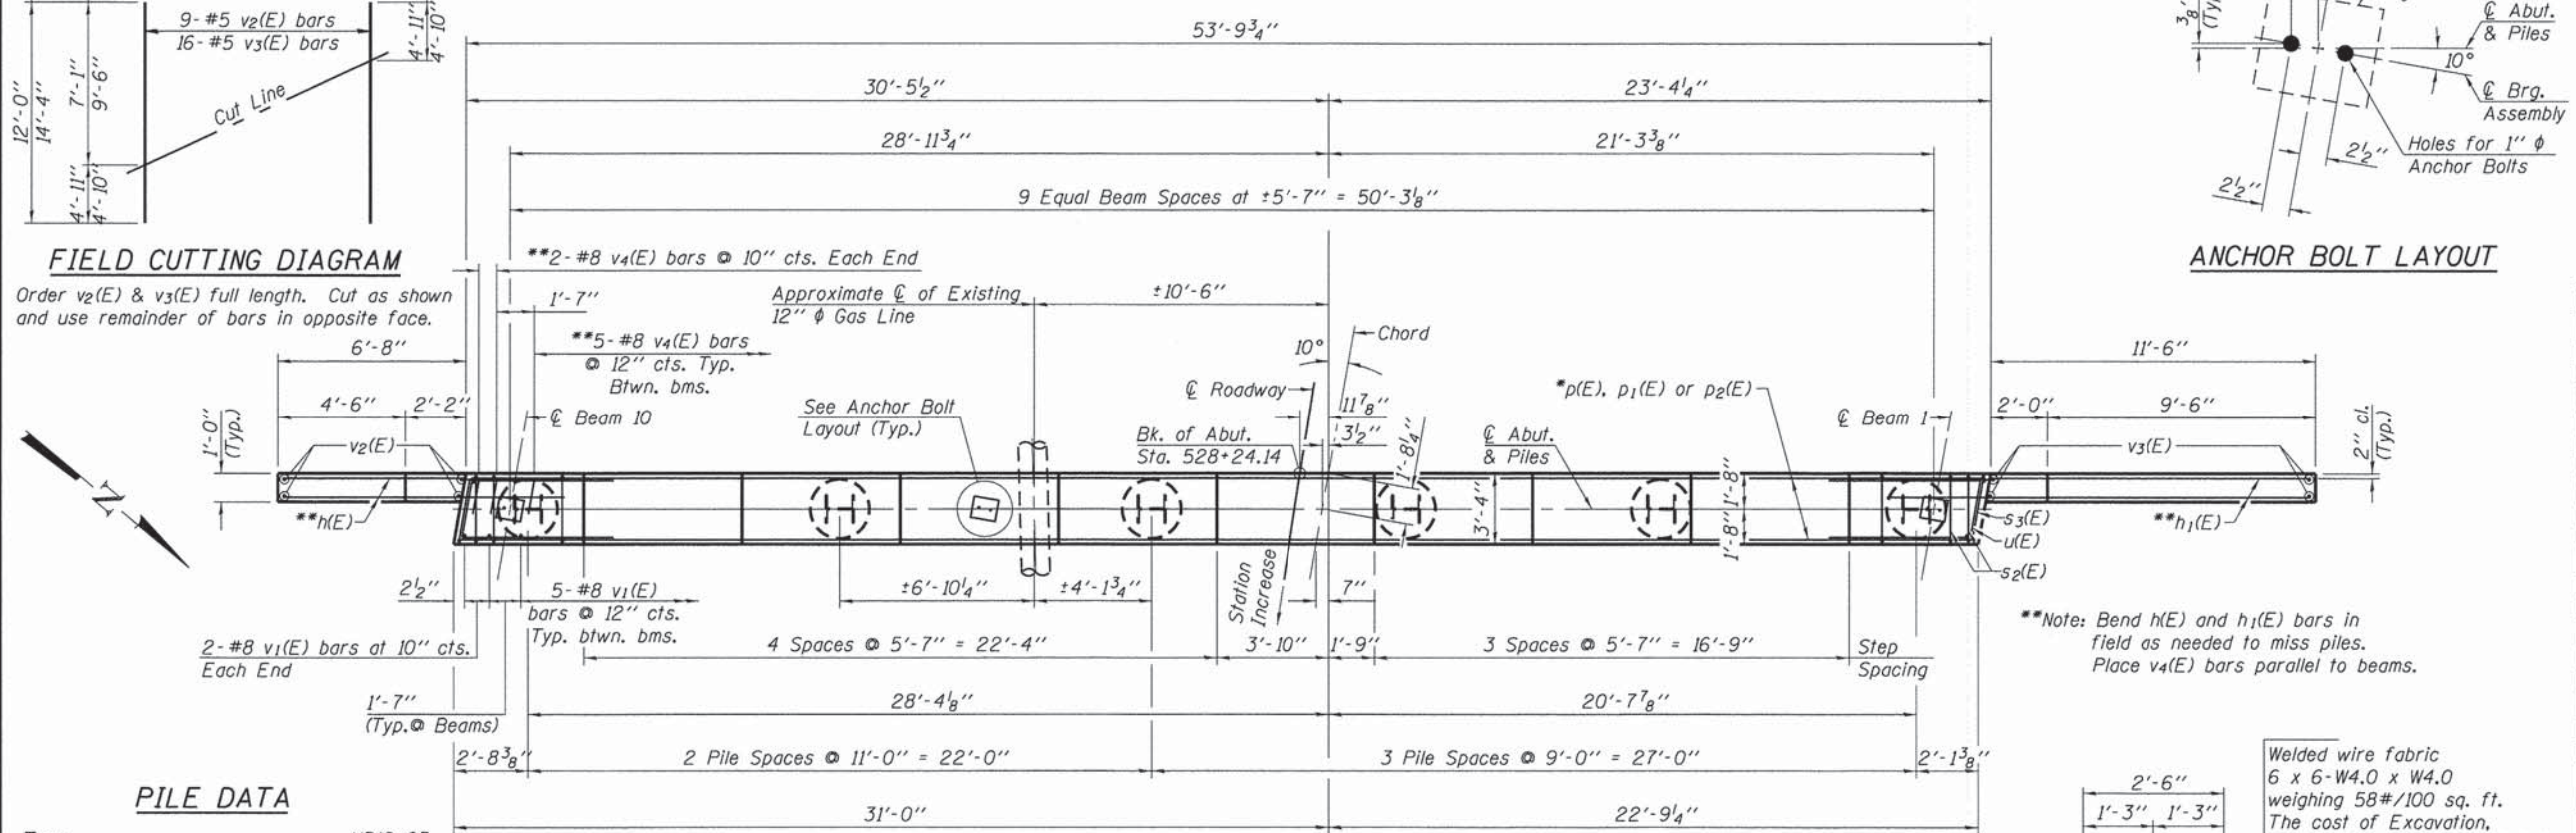 9- #5 v2(E) bars
16- #5 v3(E) bars
4'-11"
4'-10"
12'-0"
14'-4"
7'-1"
9'-6"
Cut Line
4'-11"
4'-10"
FIELD CUTTING DIAGRAM
Order v2(E) & v3(E) full length. Cut as shown
and use remainder of bars in opposite face.
53'-9¾"
30'-5½"
23'-4¼"
28'-11¾"
21'-3⅜"
9 Equal Beam Spaces at ±5'-7" = 50'-3⅛"
℄ Abut.
& Piles
10°
℄ Brg.
Assembly
Holes for 1" ϕ
Anchor Bolts
2½"
2½"
ANCHOR BOLT LAYOUT
**2- #8 v4(E) bars @ 10" cts. Each End
1'-7"
Approximate ℄ of Existing
12" ϕ Gas Line
±10'-6"
**5- #8 v4(E) bars
@ 12" cts. Typ.
Btwn. bms.
10°
Chord
6'-8"
11'-6"
4'-6"
2'-2"
℄ Beam 10
See Anchor Bolt
Layout (Typ.)
℄ Roadway
11⅞"
3½"
*p(E), p1(E) or p2(E)
℄ Beam 1
2'-0"
9'-6"
2" cl.
(Typ.)
1'-0"
(Typ.)
v2(E)
Bk. of Abut.
Sta. 528+24.14
1'-8¼"
℄ Abut.
& Piles
v3(E)
N
**h(E)
3'-4"
1'-8"
1'-8"
s3(E)
u(E)
s2(E)
**h1(E)
2½"
5- #8 v1(E)
bars @ 12" cts.
Typ. btwn. bms.
±6'-10¼"
±4'-1¾"
Station
Increase
7"
2- #8 v1(E) bars at 10" cts.
Each End
4 Spaces @ 5'-7" = 22'-4"
3'-10"
1'-9"
3 Spaces @ 5'-7" = 16'-9"
Step
Spacing
**Note: Bend h(E) and h1(E) bars in
field as needed to miss piles.
Place v4(E) bars parallel to beams.
1'-7"
(Typ.@ Beams)
28'-4⅛"
20'-7⅞"
2'-8⅜"
2 Pile Spaces @ 11'-0" = 22'-0"
3 Pile Spaces @ 9'-0" = 27'-0"
2'-1⅜"
PILE DATA
31'-0"
22'-9¼"
2'-6"
1'-3"
1'-3"
Welded wire fabric
6 x 6-W4.0 x W4.0
weighing 58#/100 sq. ft.
The cost of Excavation,